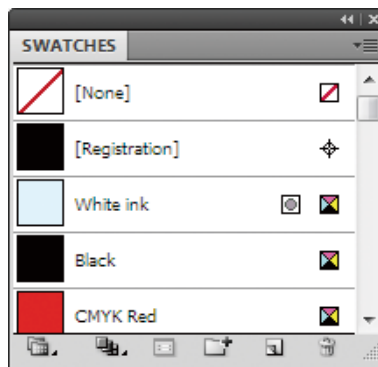 SWATCHES
[None]
[Registration]
White ink
Black
CMYK Red